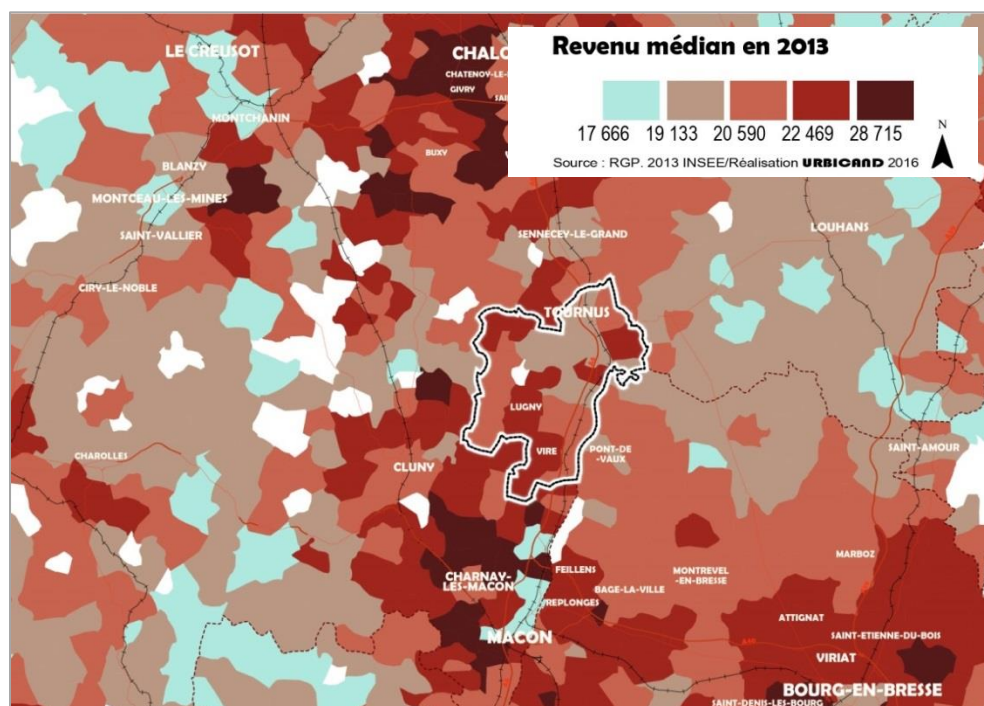 Revenu médian en 2013
17 666 19 133 20 590 22 469 28 715
N
Source : RGP. 2013 INSEE/Réalisation URBICAND 2016
LE CREUSOT
CHALO
CHATENOY-LE-
GIVRY
MONTCHANIN
BUXY
BLANZY
MONTCEAU-LES-MINES
SAINT-VALLIER
SENNECEY-LE-GRAND
LOUHANS
CIRY-LE-NOBLE
TOURNUS
LUGNY
VIRE
PONT-DE
-VAUX
SAINT-AMOUR
CHAROLLES
CLUNY
MARBOZ
FEILLENS
CHARNAY-
LES-MACON
MONTREVEL
-EN-BRESSE
BAGE-LA-VILLE
REPLONGES
ATTIGNAT
MACON
SAINT-ETIENNE-DU-BOIS
VIRIAT
BOURG-EN-BRESSE
SAINT-DENIS-LES-BOURG